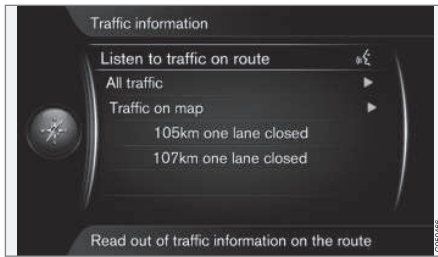 Traffic information
Listen to traffic on route
All traffic
Traffic on map
105km one lane closed
107km one lane closed
Read out of traffic information on the route